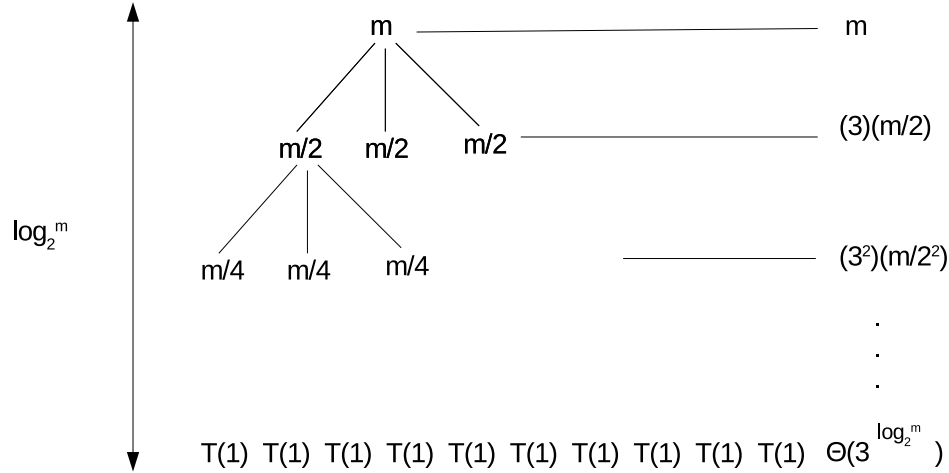 m m
m/2 m/2 m/2 (3)(m/2)
log₂ᵐ
m/4 m/4 m/4 (3²)(m/2²)
.
.
.
T(1) T(1) T(1) T(1) T(1) T(1) T(1) T(1) T(1) T(1) Θ(3^log₂ᵐ)